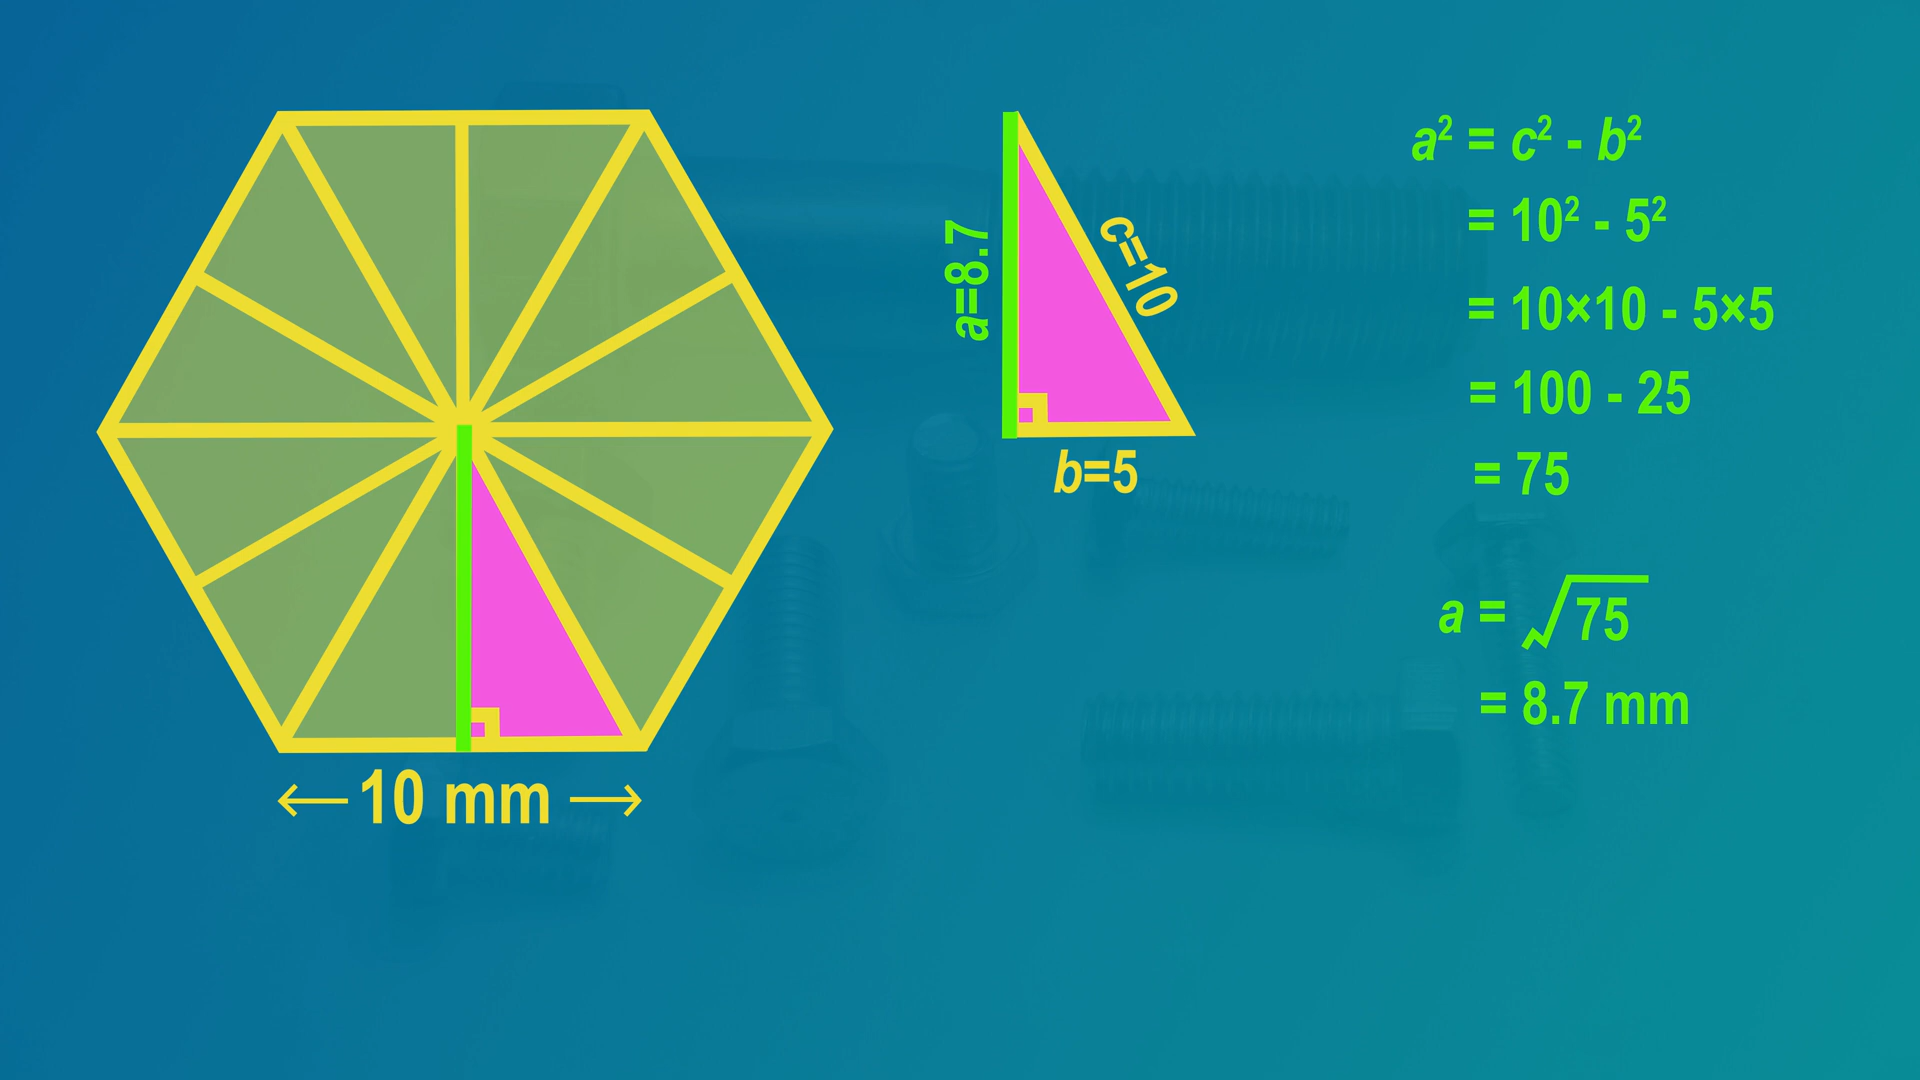 10 mm
a=8.7
c=10
b=5
a² = c² - b²
= 10² - 5²
= 10×10 - 5×5
= 100 - 25
= 75
a = √75
= 8.7 mm